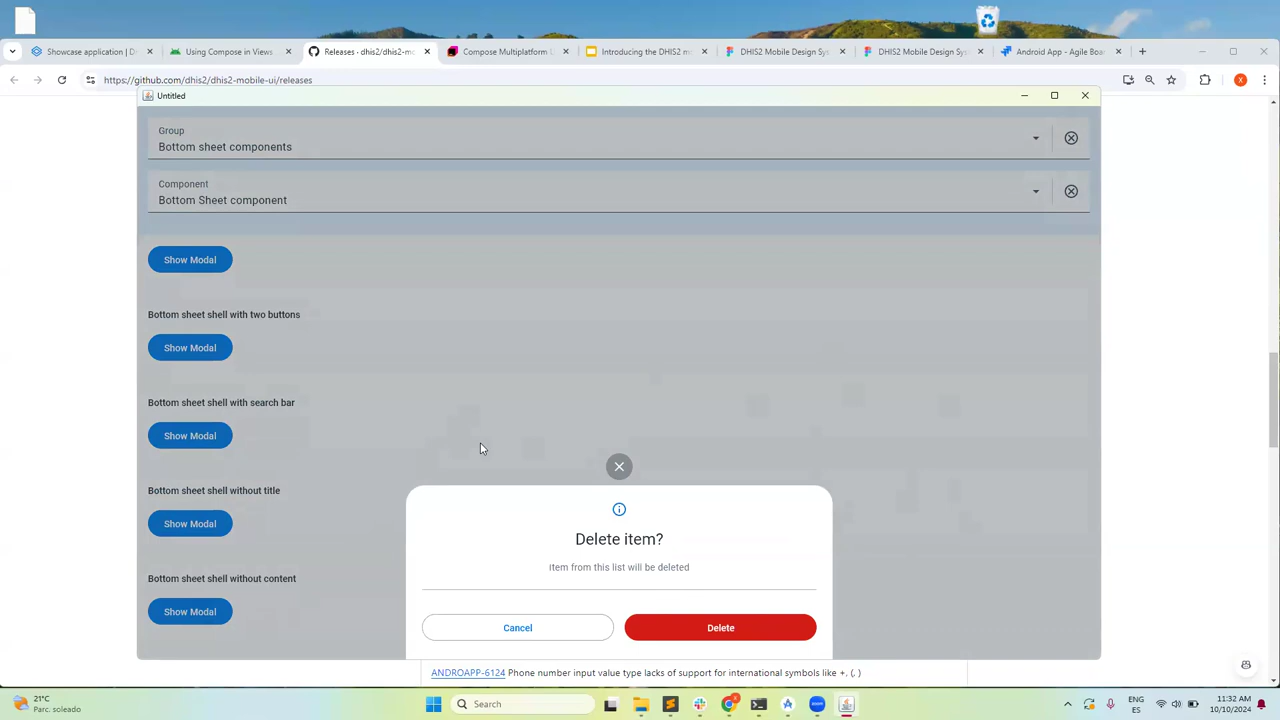 Showcase application | D
Using Compose in Views
Releases · dhis2/dhis2-mo
Compose Multiplatform U
Introducing the DHIS2 m
DHIS2 Mobile Design Sys
DHIS2 Mobile Design Sys
Android App - Agile Boa
https://github.com/dhis2/dhis2-mobile-ui/releases
X
Untitled
Group
Bottom sheet components
Component
Bottom Sheet component
Show Modal
Bottom sheet shell with two buttons
Show Modal
Bottom sheet shell with search bar
Show Modal
Bottom sheet shell without title
Show Modal
Bottom sheet shell without content
Show Modal
Delete item?
Item from this list will be deleted
Cancel
Delete
ANDROAPP-6124 Phone number input value type lacks of support for international symbols like +. (, )
21°C
Parc. soleado
Search
zoom
ENG
ES
11:32 AM
10/10/2024